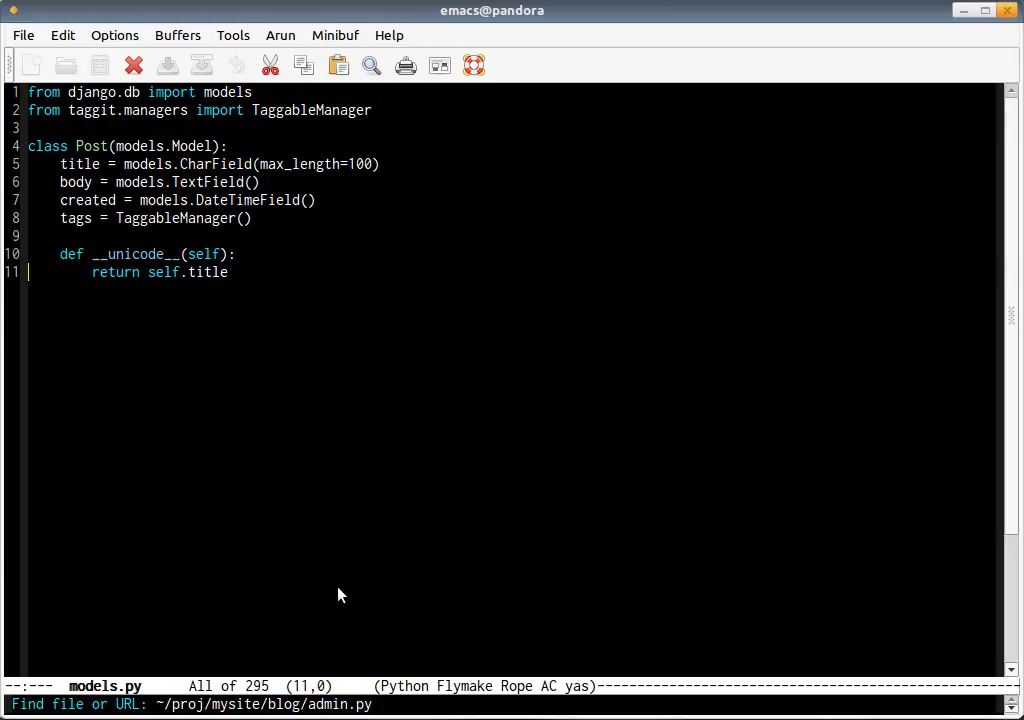 emacs@pandora
File Edit Options Buffers Tools Arun Minibuf Help
1 from django.db import models
2 from taggit.managers import TaggableManager
3
4 class Post(models.Model):
5     title = models.CharField(max_length=100)
6     body = models.TextField()
7     created = models.DateTimeField()
8     tags = TaggableManager()
9
10     def __unicode__(self):
11         return self.title
--:---  models.py      All of 295  (11,0)     (Python Flymake Rope AC yas)---------------------------------------------------
Find file or URL: ~/proj/mysite/blog/admin.py